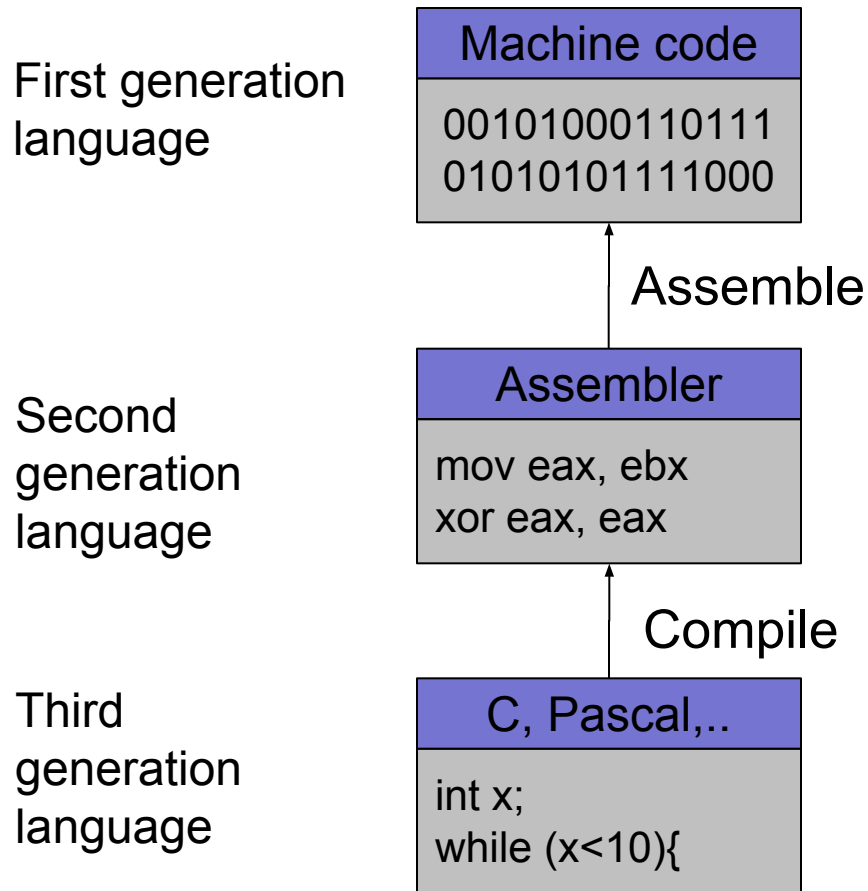 First generation
language
Machine code
00101000110111
01010101111000
Assemble
Second
generation
language
Assembler
mov eax, ebx
xor eax, eax
Compile
Third
generation
language
C, Pascal,..
int x;
while (x<10){